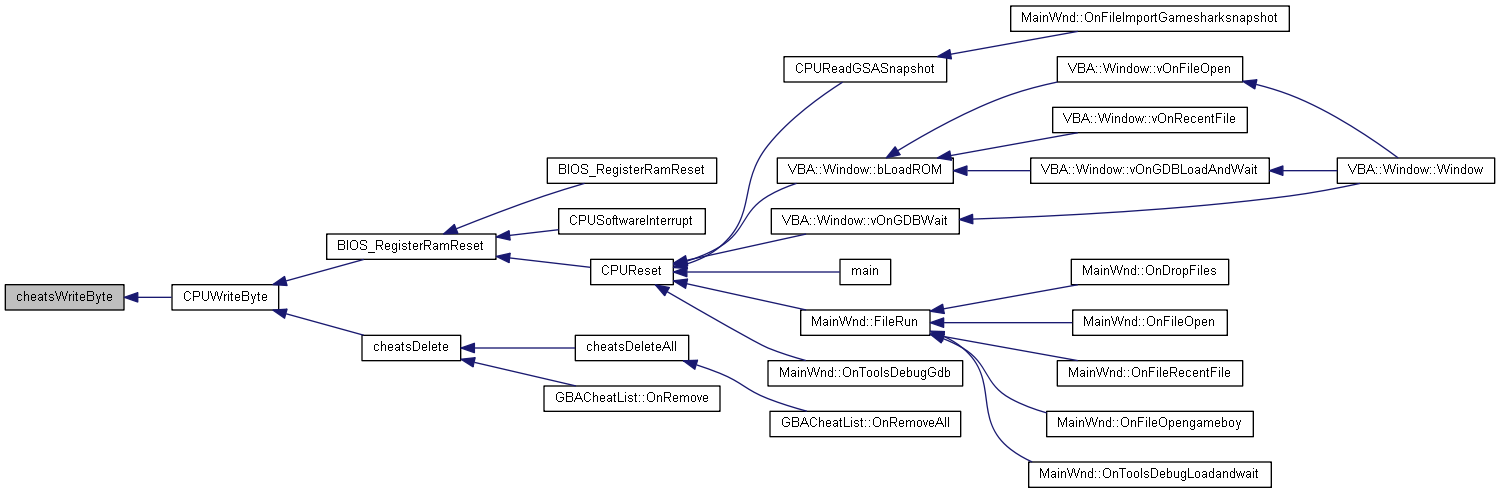 MainWnd::OnFileImportGamesharksnapshot
CPUReadGSASnapshot
VBA::Window::vOnFileOpen
VBA::Window::vOnRecentFile
BIOS_RegisterRamReset
VBA::Window::bLoadROM
VBA::Window::vOnGDBLoadAndWait
VBA::Window::Window
CPUSoftwareInterrupt
VBA::Window::vOnGDBWait
BIOS_RegisterRamReset
CPUReset
main
MainWnd::OnDropFiles
cheatsWriteByte
CPUWriteByte
MainWnd::FileRun
MainWnd::OnFileOpen
cheatsDelete
cheatsDeleteAll
MainWnd::OnToolsDebugGdb
MainWnd::OnFileRecentFile
GBACheatList::OnRemove
GBACheatList::OnRemoveAll
MainWnd::OnFileOpengameboy
MainWnd::OnToolsDebugLoadandwait